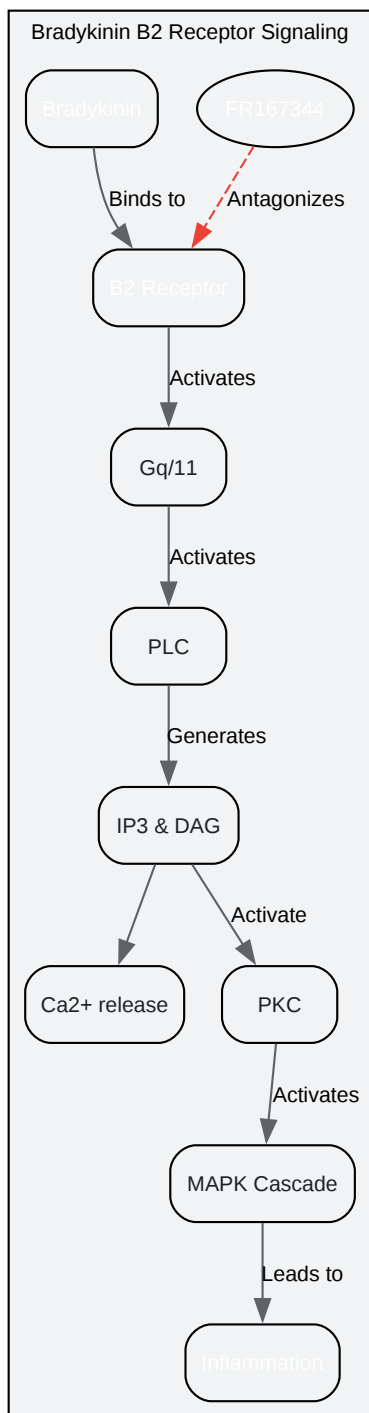 Bradykinin B2 Receptor Signaling
Bradykinin
FR167344
Binds to
Antagonizes
B2 Receptor
Activates
Gq/11
Activates
PLC
Generates
IP3 & DAG
Activate
Ca2+ release
PKC
Activates
MAPK Cascade
Leads to
Inflammation